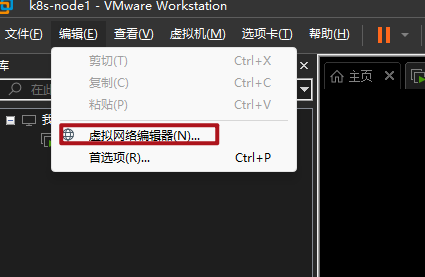 k8s-node1 - VMware Workstation
文件(F) 编辑(E) 查看(V) 虚拟机(M) 选项卡(T) 帮助(H)
库
剪切(T) Ctrl+X
主页
复制(C) Ctrl+C
在此
粘贴(P) Ctrl+V
我
虚拟网络编辑器(N)...
首选项(R)... Ctrl+P